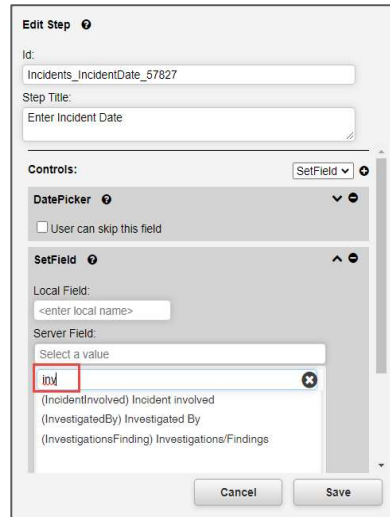 Edit Step ?
Id:
Incidents_IncidentDate_57827
Step Title:
Enter Incident Date
Controls:
SetField
DatePicker ?
User can skip this field
SetField ?
Local Field:
<enter local name>
Server Field:
Select a value
inv
(IncidentInvolved) Incident involved
(InvestigatedBy) Investigated By
(InvestigationsFinding) Investigations/Findings
Cancel Save